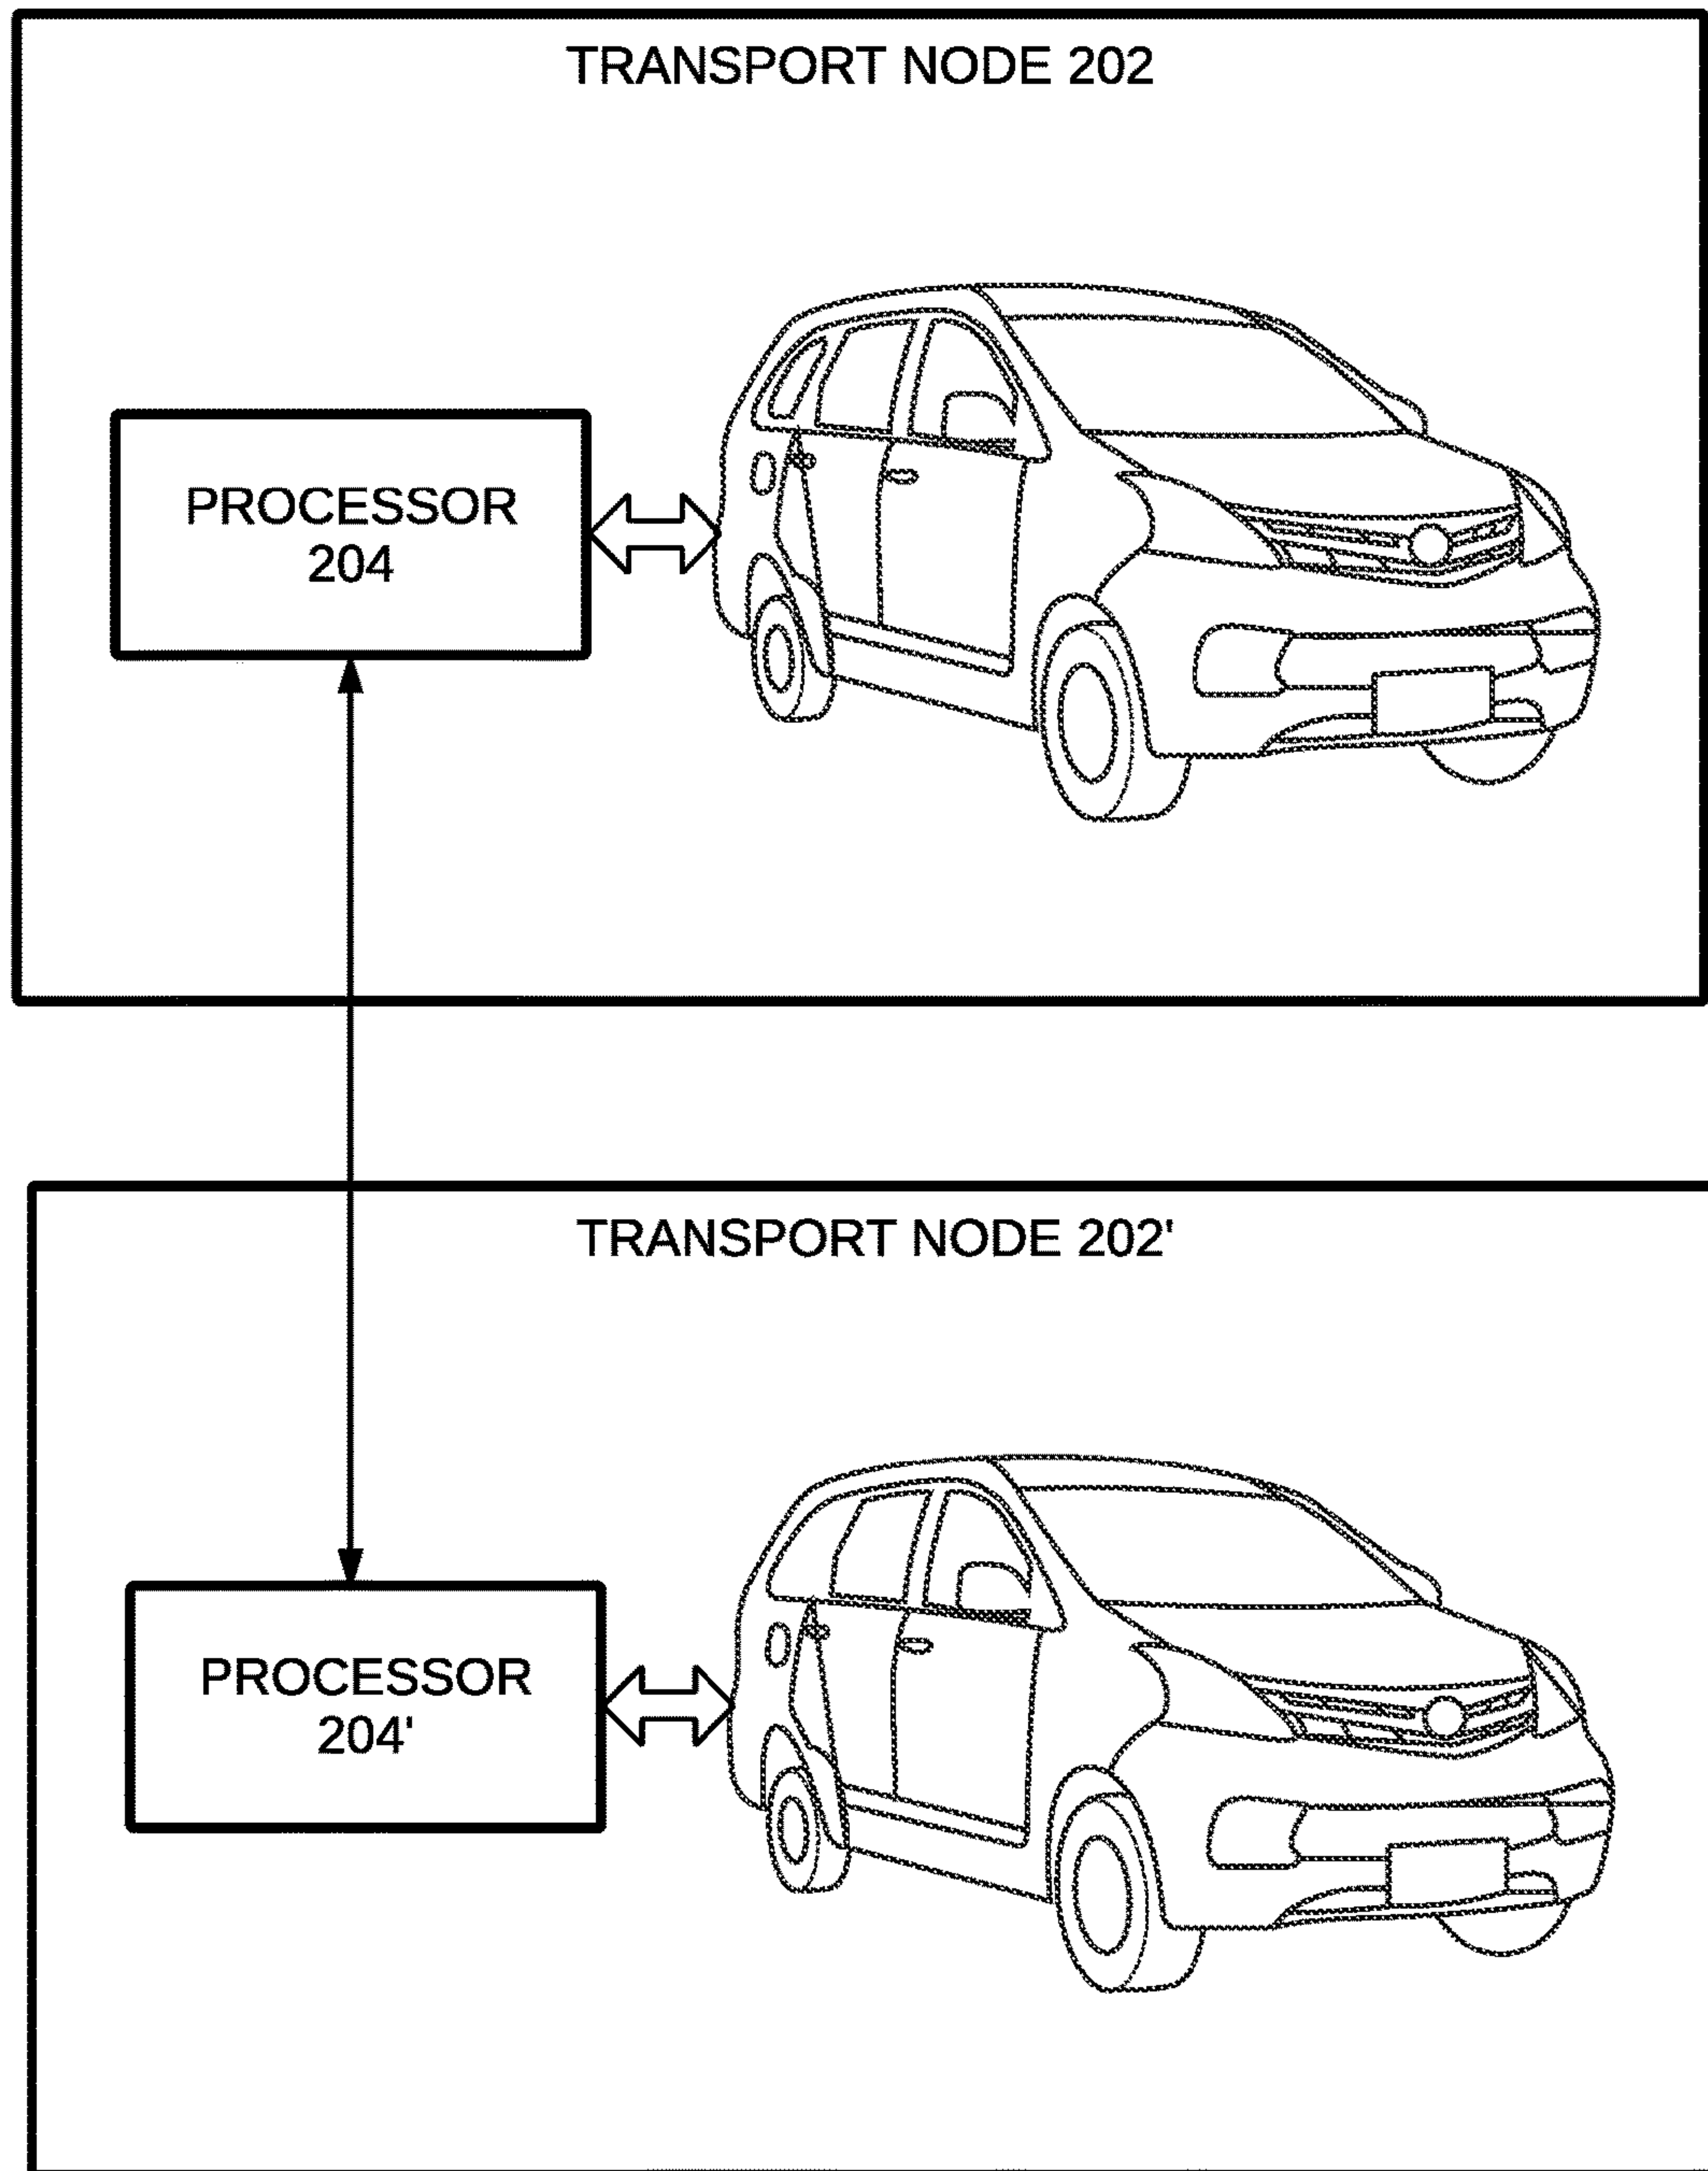 TRANSPORT NODE 202
PROCESSOR
204
TRANSPORT NODE 202'
PROCESSOR
204'